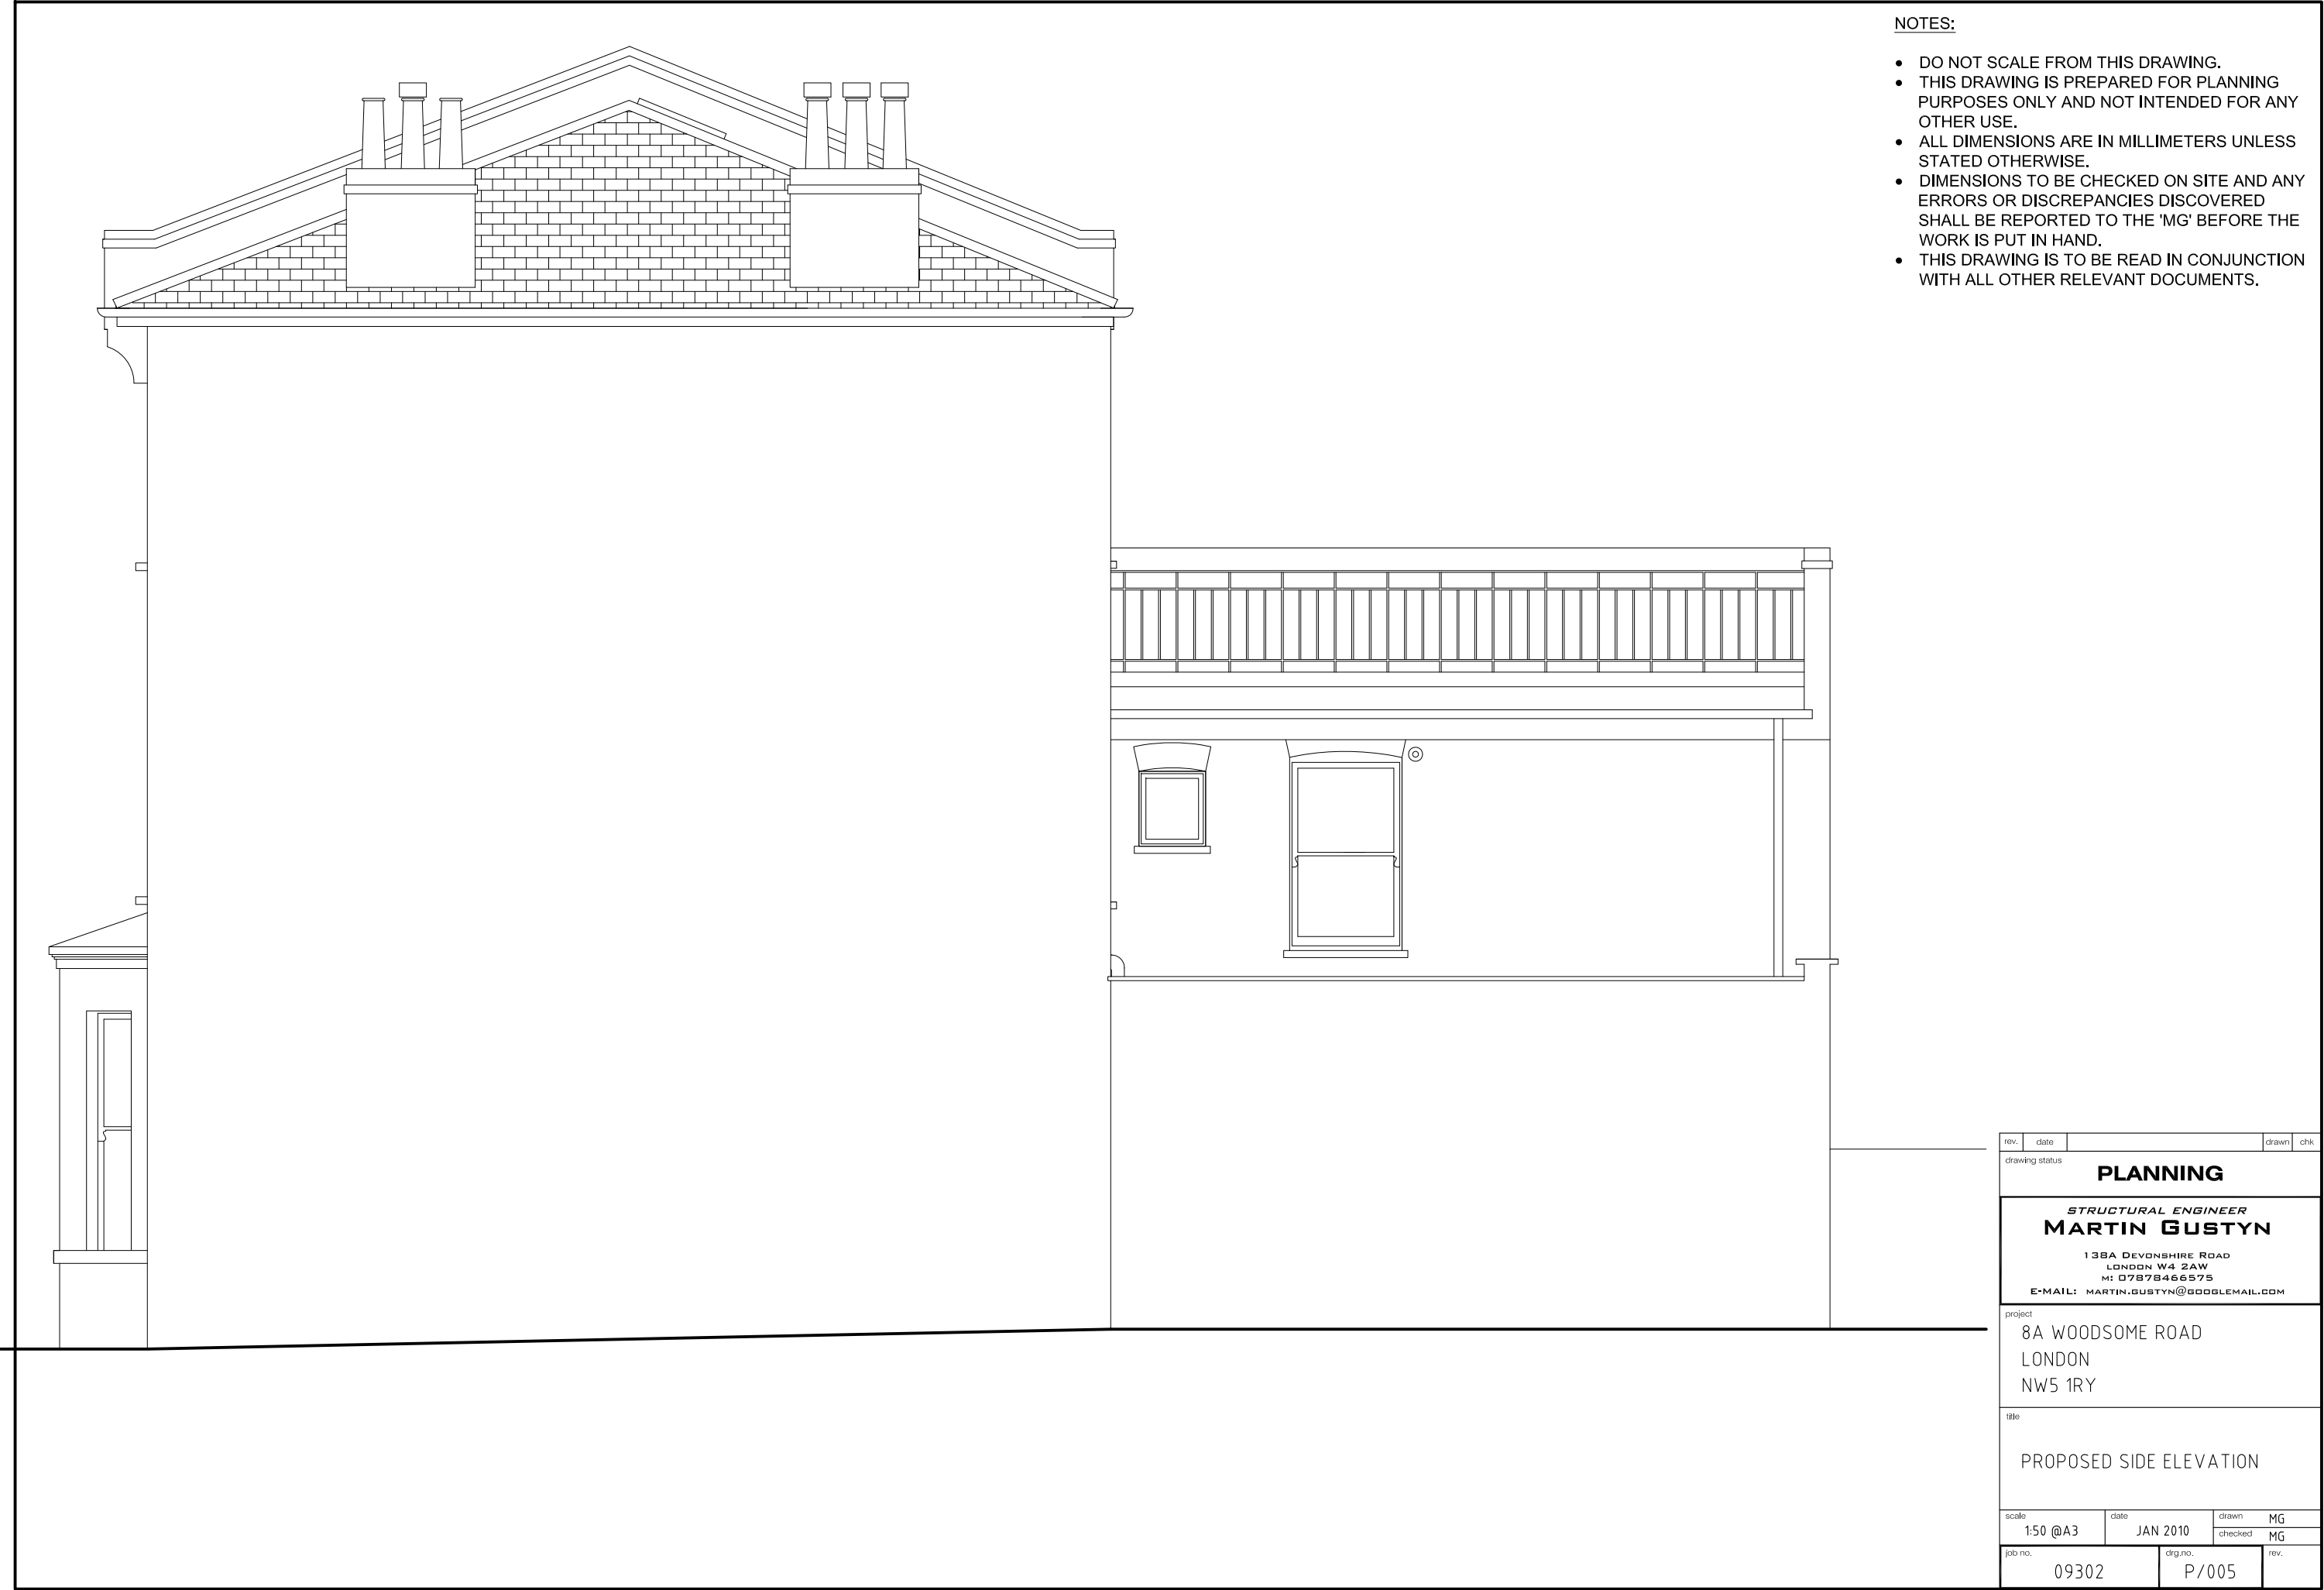 NOTES:
• DO NOT SCALE FROM THIS DRAWING.
• THIS DRAWING IS PREPARED FOR PLANNING
PURPOSES ONLY AND NOT INTENDED FOR ANY
OTHER USE.
• ALL DIMENSIONS ARE IN MILLIMETERS UNLESS
STATED OTHERWISE.
• DIMENSIONS TO BE CHECKED ON SITE AND ANY
ERRORS OR DISCREPANCIES DISCOVERED
SHALL BE REPORTED TO THE 'MG' BEFORE THE
WORK IS PUT IN HAND.
• THIS DRAWING IS TO BE READ IN CONJUNCTION
WITH ALL OTHER RELEVANT DOCUMENTS.
rev. date drawn chk
drawing status
PLANNING
STRUCTURAL ENGINEER
MARTIN GUSTYN
138A DEVONSHIRE ROAD
LONDON W4 2AW
M: 07878466575
E-MAIL: MARTIN.GUSTYN@GOOGLEMAIL.COM
project
8A WOODSOME ROAD
LONDON
NW5 1RY
title
PROPOSED SIDE ELEVATION
scale date drawn MG
1:50 @A3 JAN 2010 checked MG
job no. drg.no. rev.
09302 P/005